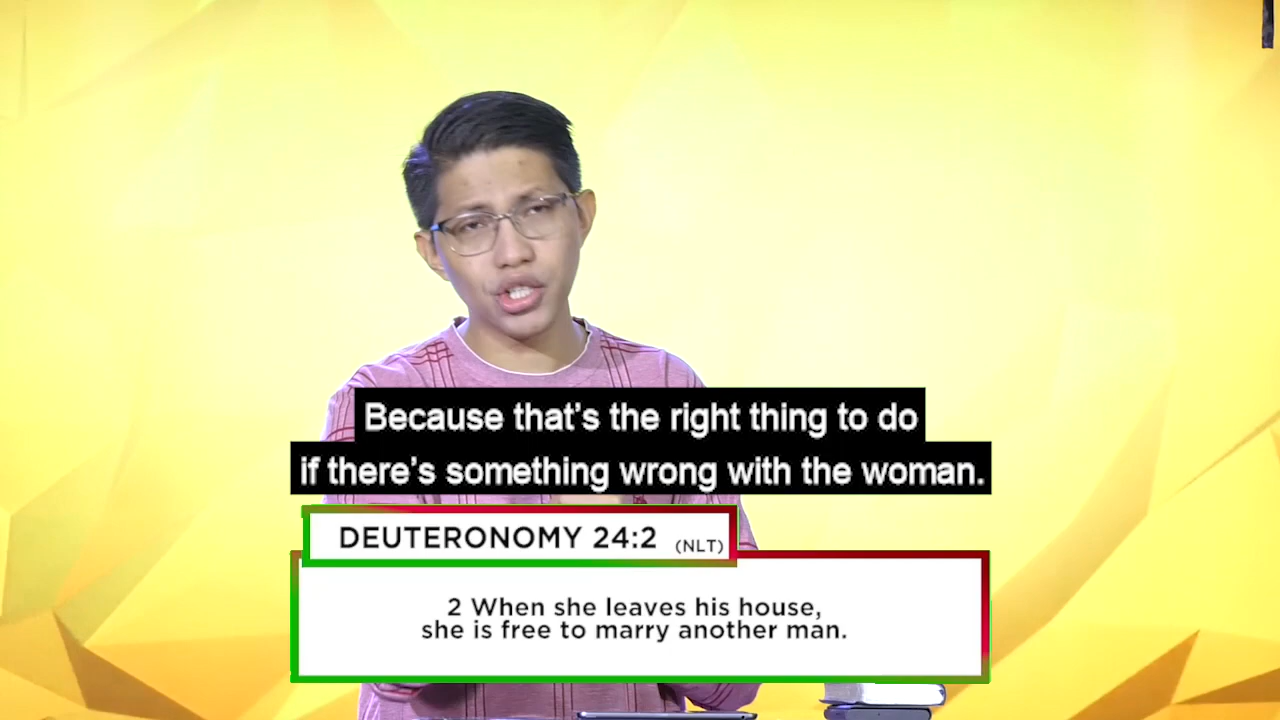 Because that's the right thing to do
if there's something wrong with the woman.
DEUTERONOMY 24:2 (NLT)
2 When she leaves his house,
she is free to marry another man.